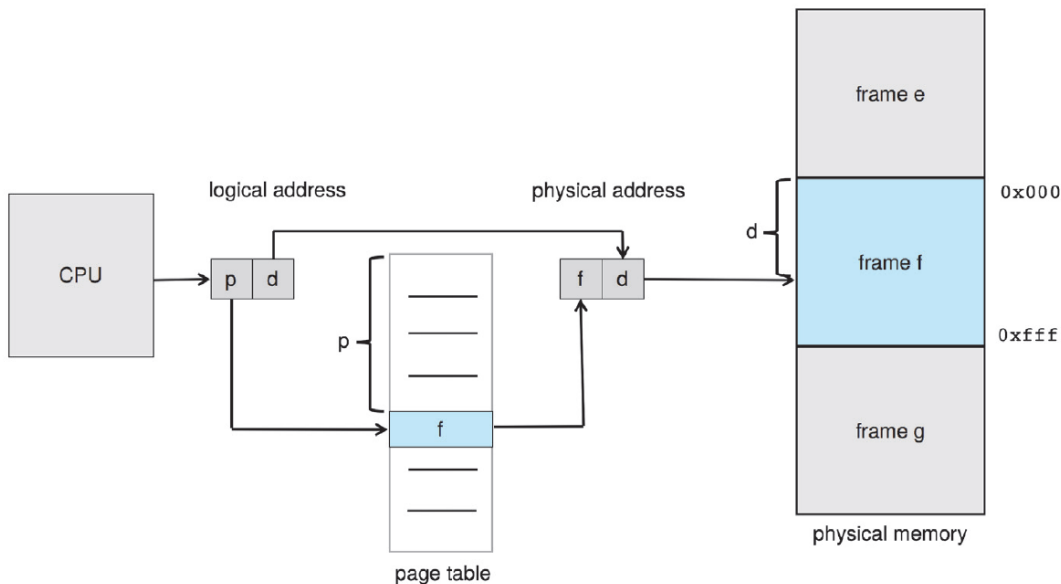 frame e
logical address
physical address
0x000
d
CPU
p d
f d
frame f
p
0xfff
f
frame g
physical memory
page table